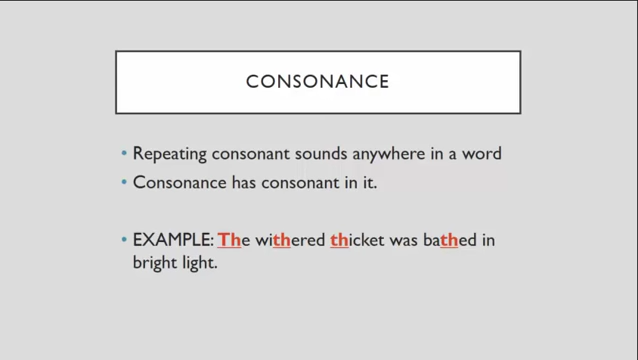 CONSONANCE
• Repeating consonant sounds anywhere in a word
• Consonance has consonant in it.
• EXAMPLE: The withered thicket was bathed in
bright light.